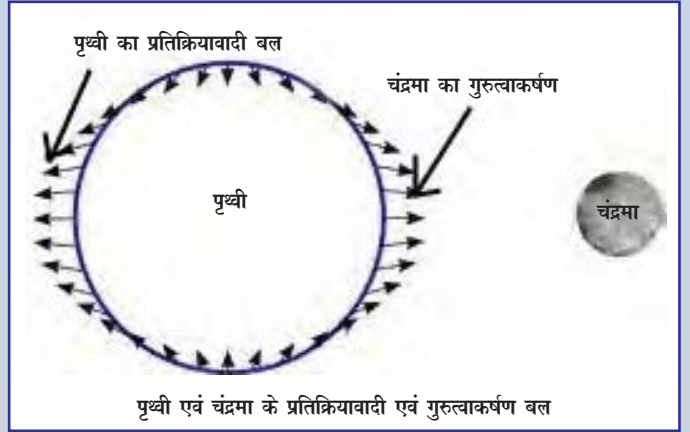 पृथ्वी का प्रतिक्रियावादी बल
चंद्रमा का गुरुत्वाकर्षण
पृथ्वी
चंद्रमा
पृथ्वी एवं चंद्रमा के प्रतिक्रियावादी एवं गुरुत्वाकर्षण बल